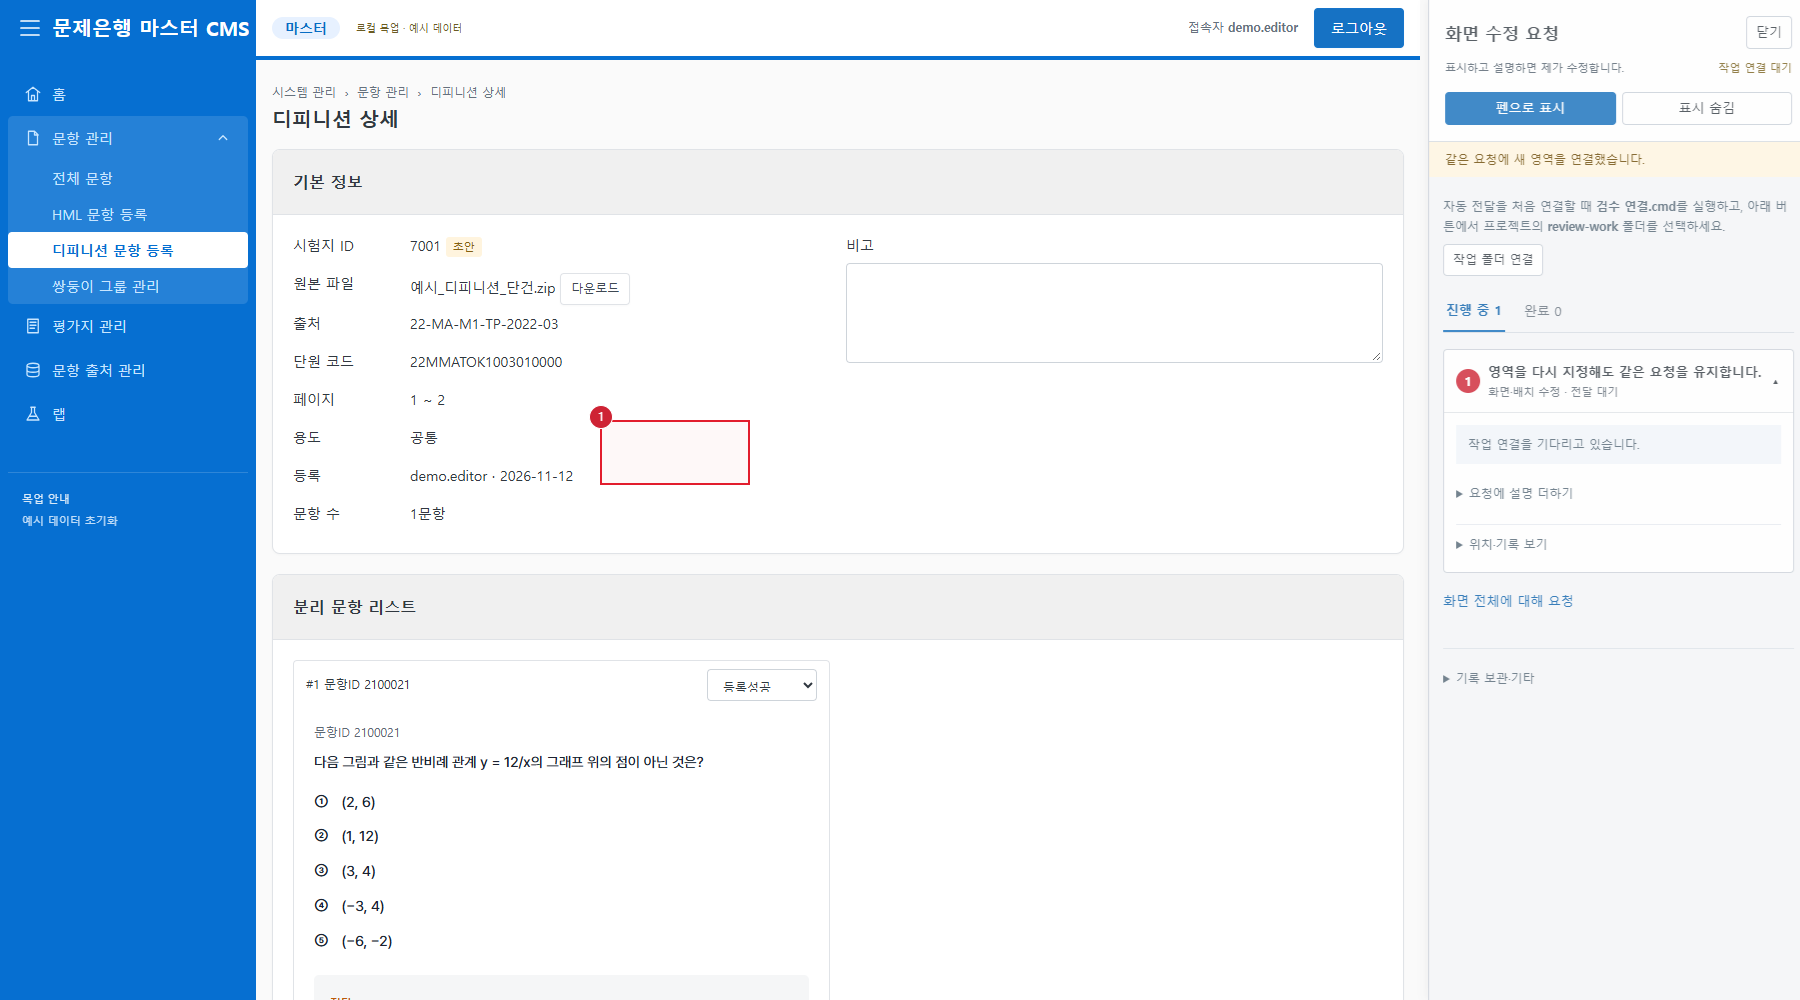 문제은행 마스터 CMS
홈
문항 관리
전체 문항
HML 문항 등록
디피니션 문항 등록
쌍둥이 그룹 관리
평가지 관리
문항 출처 관리
랩
목업 안내
예시 데이터 초기화
마스터
로컬 목업 · 예시 데이터
접속자 demo.editor
로그아웃
시스템 관리 › 문항 관리 › 디피니션 상세
디피니션 상세
기본 정보
시험지 ID 7001 초안
원본 파일 예시_디피니션_단건.zip 다운로드
출처 22-MA-M1-TP-2022-03
단원 코드 22MMATOK1003010000
페이지 1 ~ 2
용도 공통
등록 demo.editor · 2026-11-12
문항 수 1문항
비고
1
분리 문항 리스트
#1 문항ID 2100021
등록성공
문항ID 2100021
다음 그림과 같은 반비례 관계 y = 12/x의 그래프 위의 점이 아닌 것은?
① (2, 6)
② (1, 12)
③ (3, 4)
④ (−3, 4)
⑤ (−6, −2)
화면 수정 요청
닫기
표시하고 설명하면 제가 수정합니다.
작업 연결 대기
펜으로 표시
표시 숨김
같은 요청에 새 영역을 연결했습니다.
자동 전달을 처음 연결할 때 검수 연결.cmd를 실행하고, 아래 버
튼에서 프로젝트의 review-work 폴더를 선택하세요.
작업 폴더 연결
진행 중 1
완료 0
1
영역을 다시 지정해도 같은 요청을 유지합니다.
화면·배치 수정 · 전달 대기
작업 연결을 기다리고 있습니다.
요청에 설명 더하기
위치·기록 보기
화면 전체에 대해 요청
기록 보관·기타